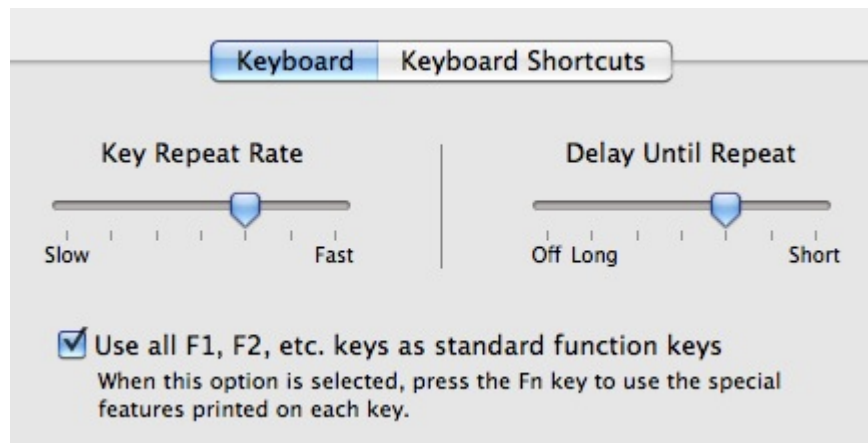 Keyboard Keyboard Shortcuts
Key Repeat Rate Delay Until Repeat
Slow Fast Off Long Short
Use all F1, F2, etc. keys as standard function keys
When this option is selected, press the Fn key to use the special
features printed on each key.